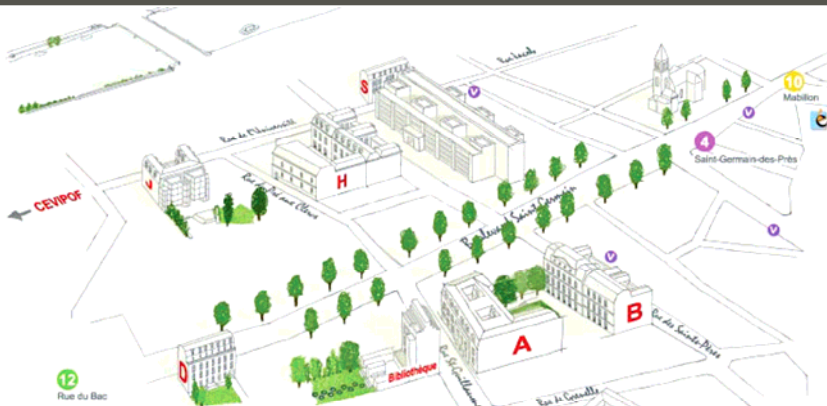 Rue Jacob
S
10
Mabillon
V
V
Rue de l'Université
4
Saint-Germain-des-Prés
J
H
CEVIPOF
Rue du Pré aux Clercs
Boulevard Saint Germain
V
V
B
A
Rue des Saints-Pères
D
Bibliothèque
12
Rue du Bac
Rue St Guillaume
Rue de Grenelle